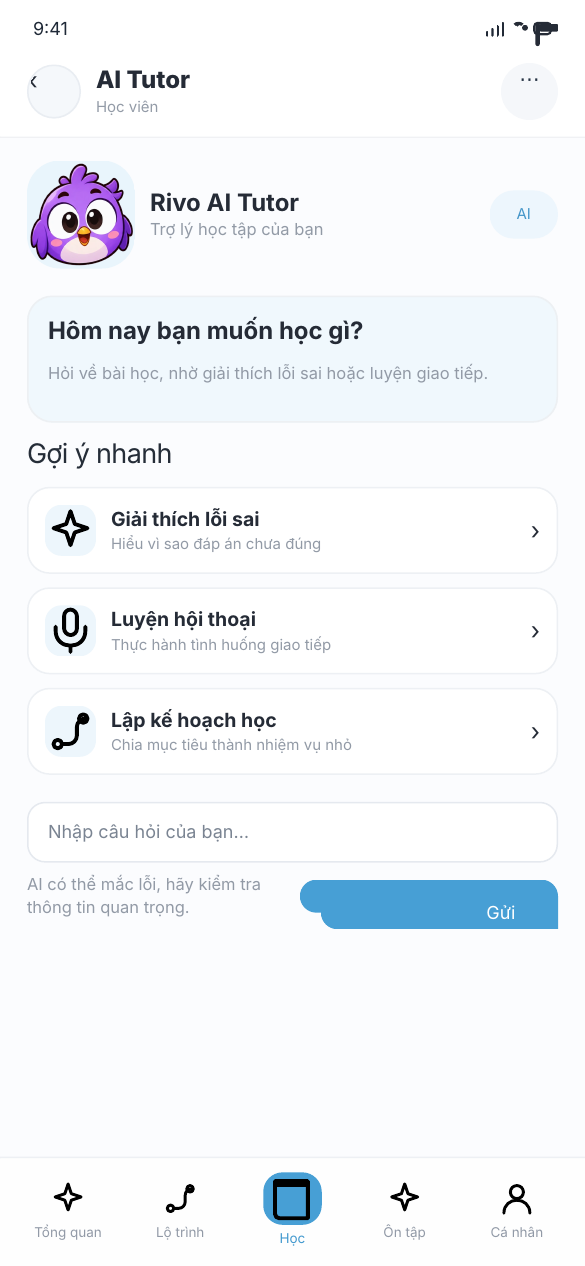 9:41
AI Tutor
Học viên
Rivo AI Tutor
Trợ lý học tập của bạn
AI
Hôm nay bạn muốn học gì?
Hỏi về bài học, nhờ giải thích lỗi sai hoặc luyện giao tiếp.
Gợi ý nhanh
Giải thích lỗi sai
Hiểu vì sao đáp án chưa đúng
Luyện hội thoại
Thực hành tình huống giao tiếp
Lập kế hoạch học
Chia mục tiêu thành nhiệm vụ nhỏ
Nhập câu hỏi của bạn...
AI có thể mắc lỗi, hãy kiểm tra
thông tin quan trọng.
Gửi
Tổng quan
Lộ trình
Học
Ôn tập
Cá nhân